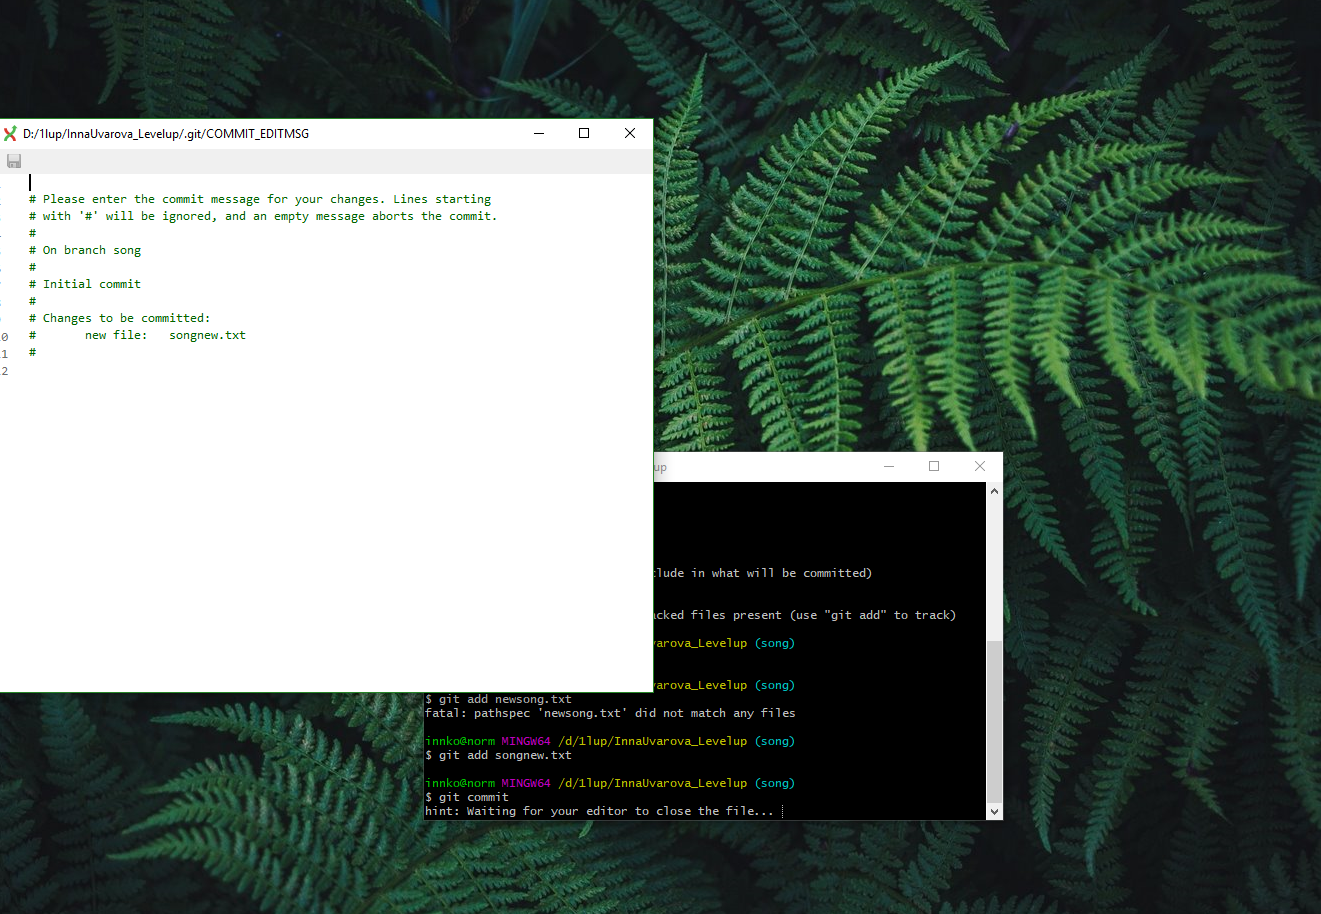 D:/1lup/InnaUvarova_Levelup/.git/COMMIT_EDITMSG
# Please enter the commit message for your changes. Lines starting
# with '#' will be ignored, and an empty message aborts the commit.
#
# On branch song
#
# Initial commit
#
# Changes to be committed:
# new file: songnew.txt
#
up
clude in what will be committed)
acked files present (use "git add" to track)
varova_Levelup (song)
varova_Levelup (song)
$ git add newsong.txt
fatal: pathspec 'newsong.txt' did not match any files
innko@norm MINGW64 /d/1lup/InnaUvarova_Levelup (song)
$ git add songnew.txt
innko@norm MINGW64 /d/1lup/InnaUvarova_Levelup (song)
$ git commit
hint: Waiting for your editor to close the file...